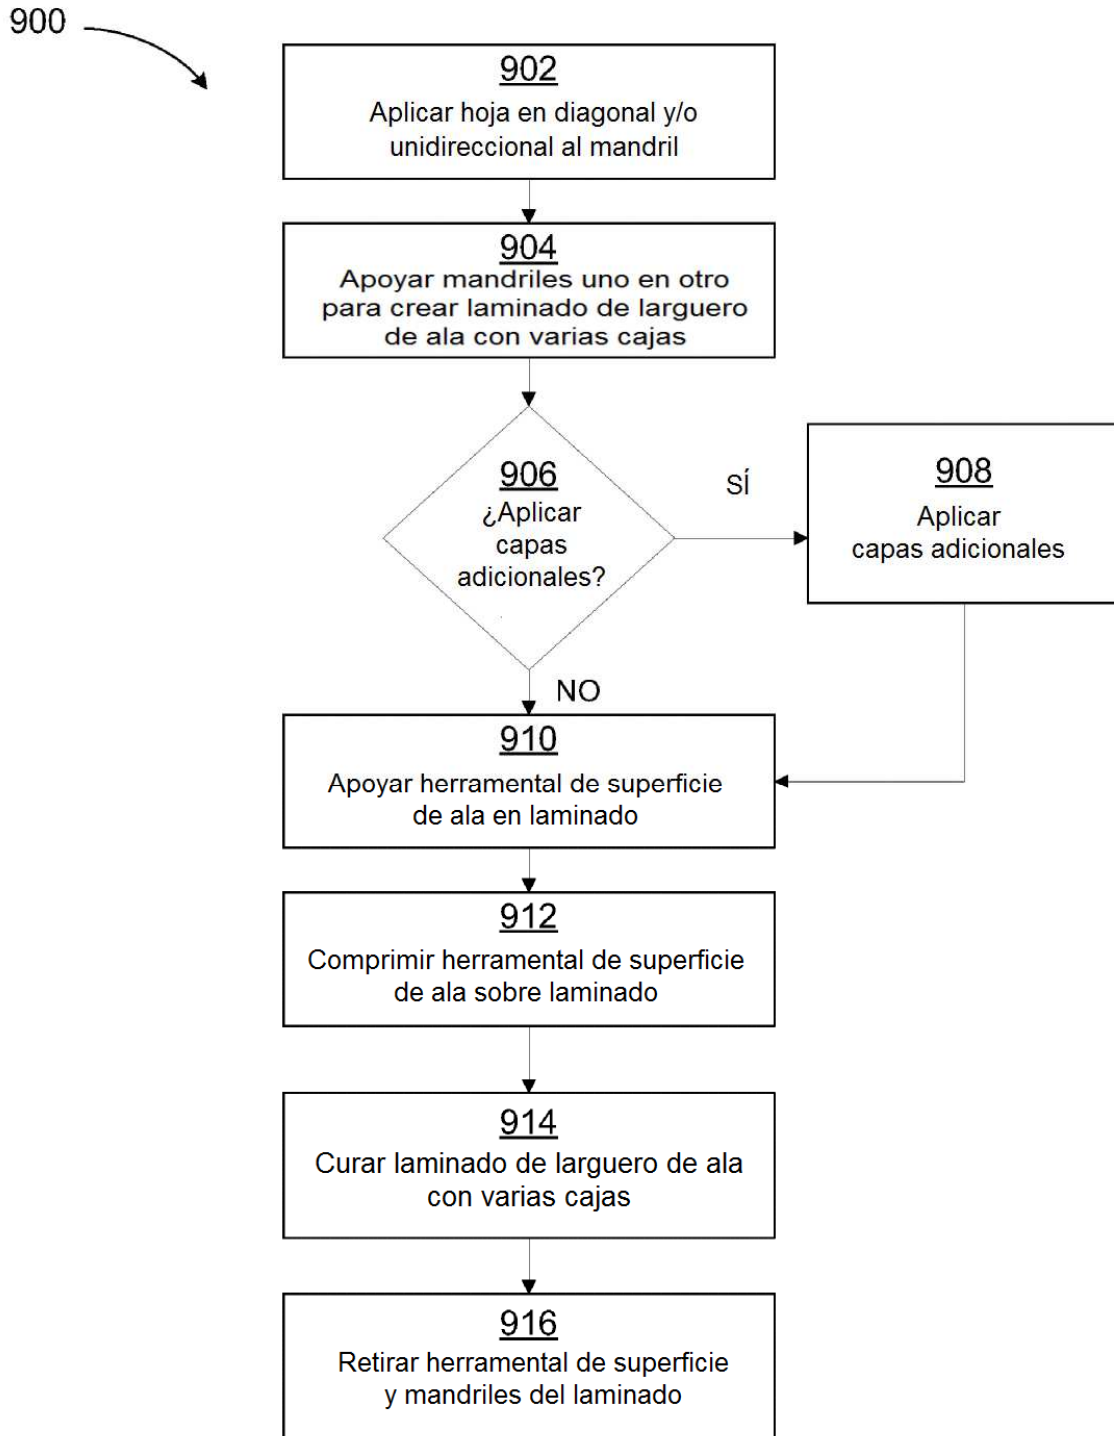 900
902
Aplicar hoja en diagonal y/o
unidireccional al mandril
904
Apoyar mandriles uno en otro
para crear laminado de larguero
de ala con varias cajas
906
¿Aplicar
capas
adicionales?
SÍ
908
Aplicar
capas adicionales
NO
910
Apoyar herramental de superficie
de ala en laminado
912
Comprimir herramental de superficie
de ala sobre laminado
914
Curar laminado de larguero de ala
con varias cajas
916
Retirar herramental de superficie
y mandriles del laminado